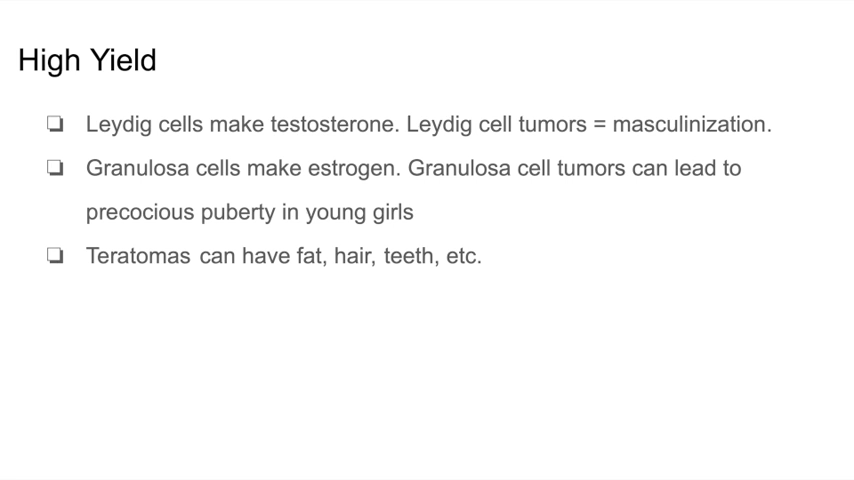 High Yield
❏ Leydig cells make testosterone. Leydig cell tumors = masculinization.
❏ Granulosa cells make estrogen. Granulosa cell tumors can lead to
precocious puberty in young girls
❏ Teratomas can have fat, hair, teeth, etc.